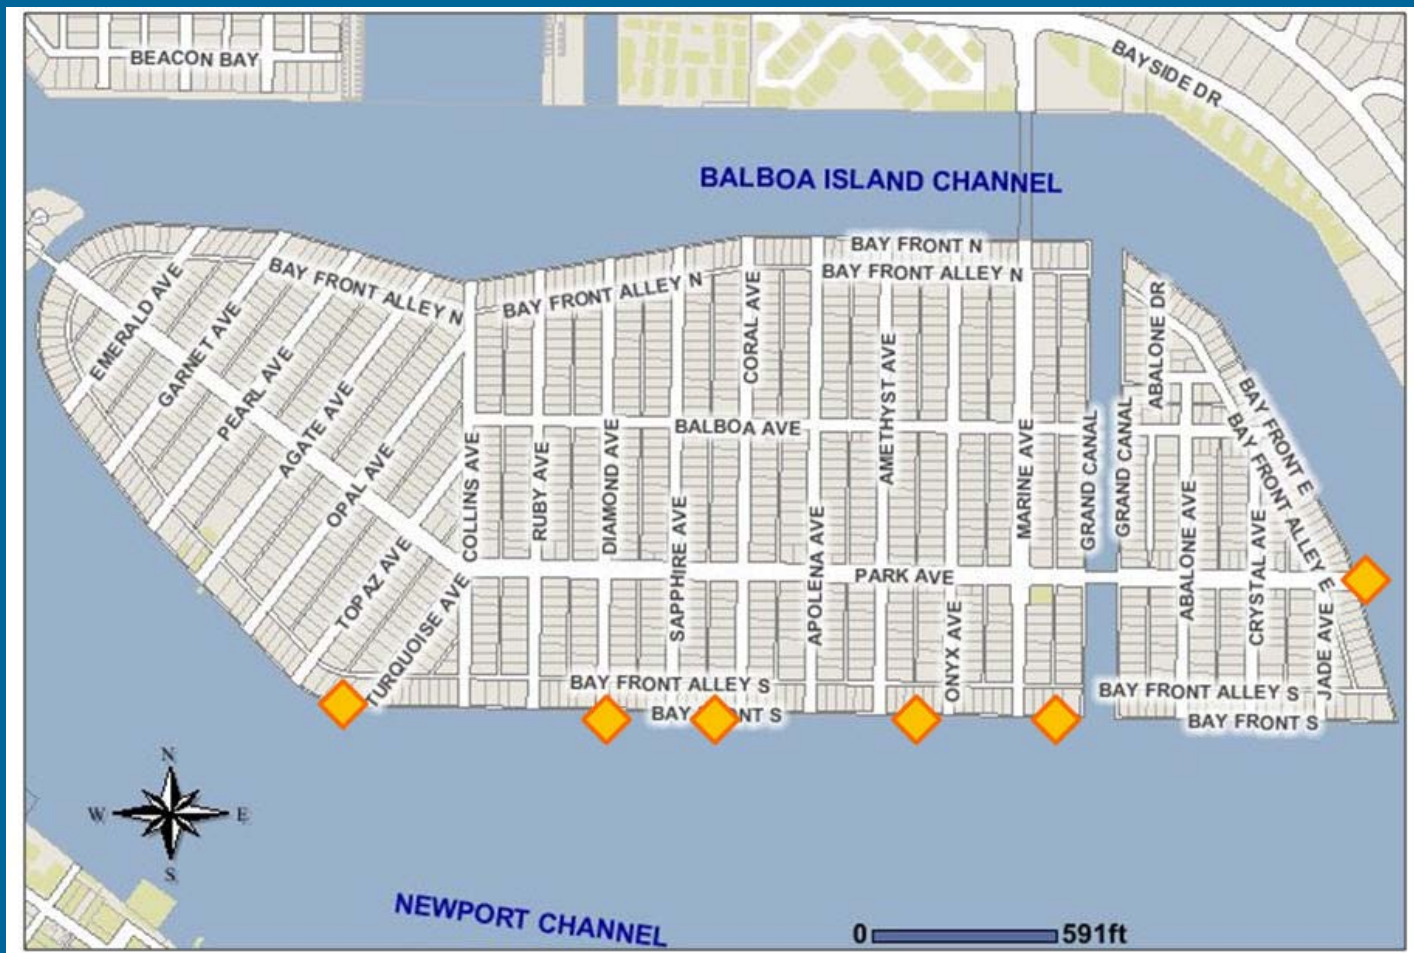 BEACON BAY
BAYSIDE DR
BALBOA ISLAND CHANNEL
BAY FRONT N
BAY FRONT ALLEY N
BAY FRONT ALLEY N
BAY FRONT ALLEY N
EMERALD AVE
GARNET AVE
PEARL AVE
AGATE AVE
OPAL AVE
TOPAZ AVE
TURQUOISE AVE
COLLINS AVE
RUBY AVE
DIAMOND AVE
SAPPHIRE AVE
CORAL AVE
BALBOA AVE
APOLENA AVE
AMETHYST AVE
ONYX AVE
MARINE AVE
GRAND CANAL
GRAND CANAL
ABALONE DR
ABALONE AVE
CRYSTAL AVE
JADE AVE
BAY FRONT E
BAY FRONT ALLEY E
PARK AVE
BAY FRONT ALLEY S
BAY FRONT S
BAY FRONT ALLEY S
BAY FRONT S
N
W E
S
NEWPORT CHANNEL
0 591ft